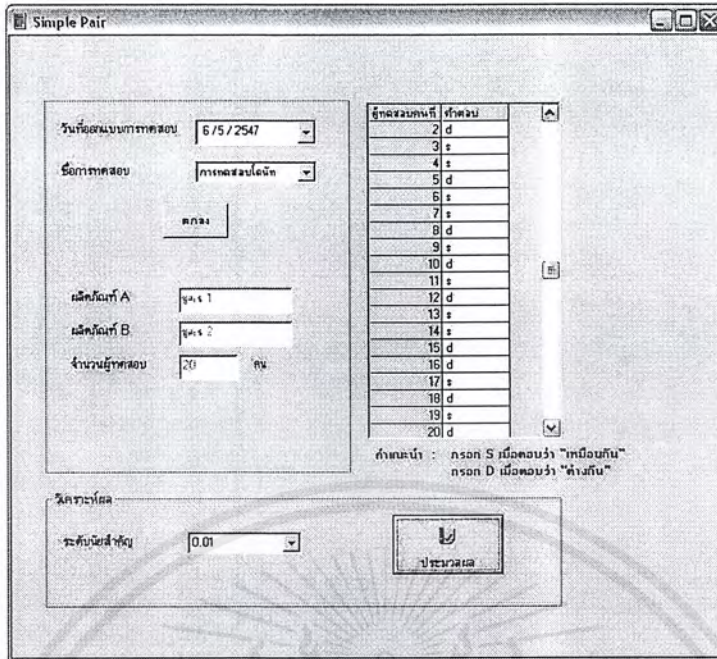 Simple Pair
วันที่ออกแบบการทดสอบ 6 / 5 / 2547
ชื่อการทดสอบ การทดสอบโดนัท
ตกลง
ผลิตภัณฑ์ A สูตร 1
ผลิตภัณฑ์ B สูตร 2
จำนวนผู้ทดสอบ 20 คน
ผู้ทดสอบคนที่ คำตอบ
2 d
3 s
4 s
5 d
6 s
7 s
8 d
9 s
10 d
11 s
12 d
13 s
14 s
15 d
16 d
17 s
18 d
19 s
20 d
คำแนะนำ : กรอก S เมื่อตอบว่า "เหมือนกัน"
กรอก D เมื่อตอบว่า "ต่างกัน"
วิเคราะห์ผล
ระดับนัยสำคัญ 0.01
ประมวลผล